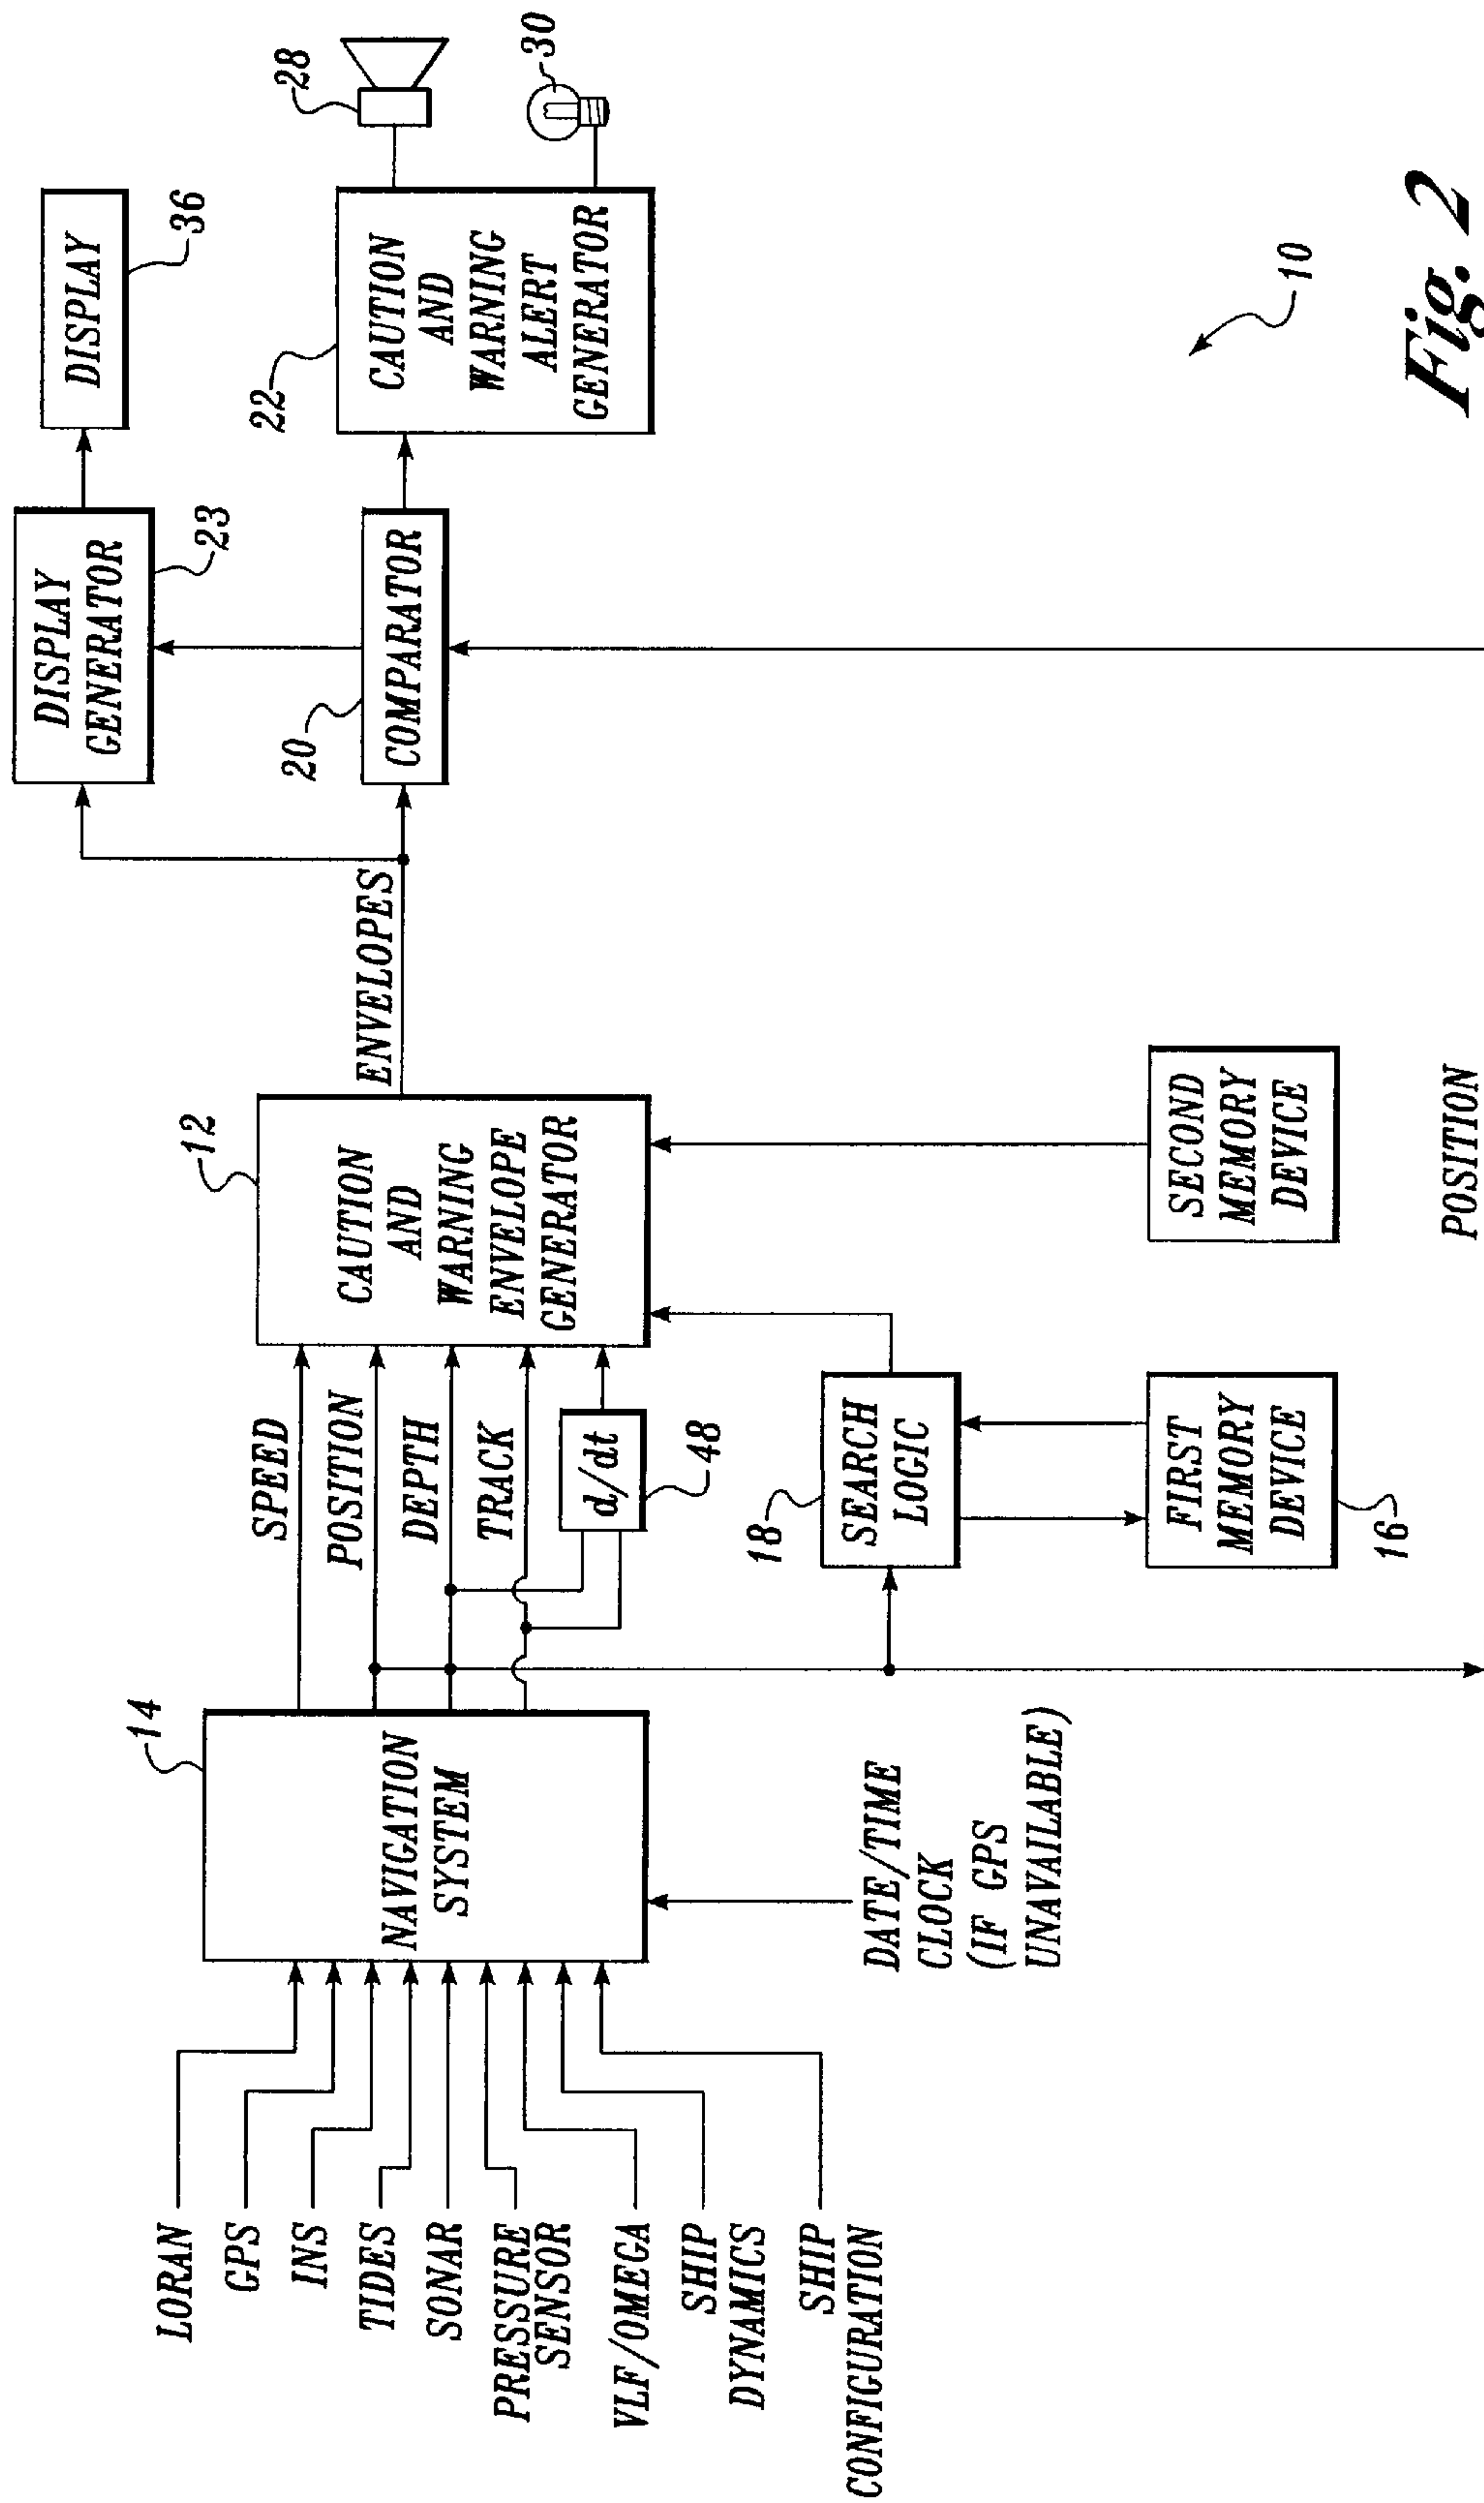 LORAN
GPS
INS
TIDES
SONAR
PRESSURE
SENSOR
VLF/OMEGA
SHIP
DYNAMICS
SHIP
CONFIGURATION
14
NAVIGATION
SYSTEM
DATE/TIME
CLOCK
(IF GPS
UNAVAILABLE)
SPEED
POSITION
DEPTH
TRACK
d/dt
48
18
SEARCH
LOGIC
FIRST
MEMORY
DEVICE
16
12
CAUTION
AND
WARNING
ENVELOPE
GENERATOR
SECOND
MEMORY
DEVICE
POSITION
ENVELOPES
DISPLAY
GENERATOR
23
20
COMPARATOR
DISPLAY
36
22
CAUTION
AND
WARNING
ALERT
GENERATOR
28
30
10
Fig. 2